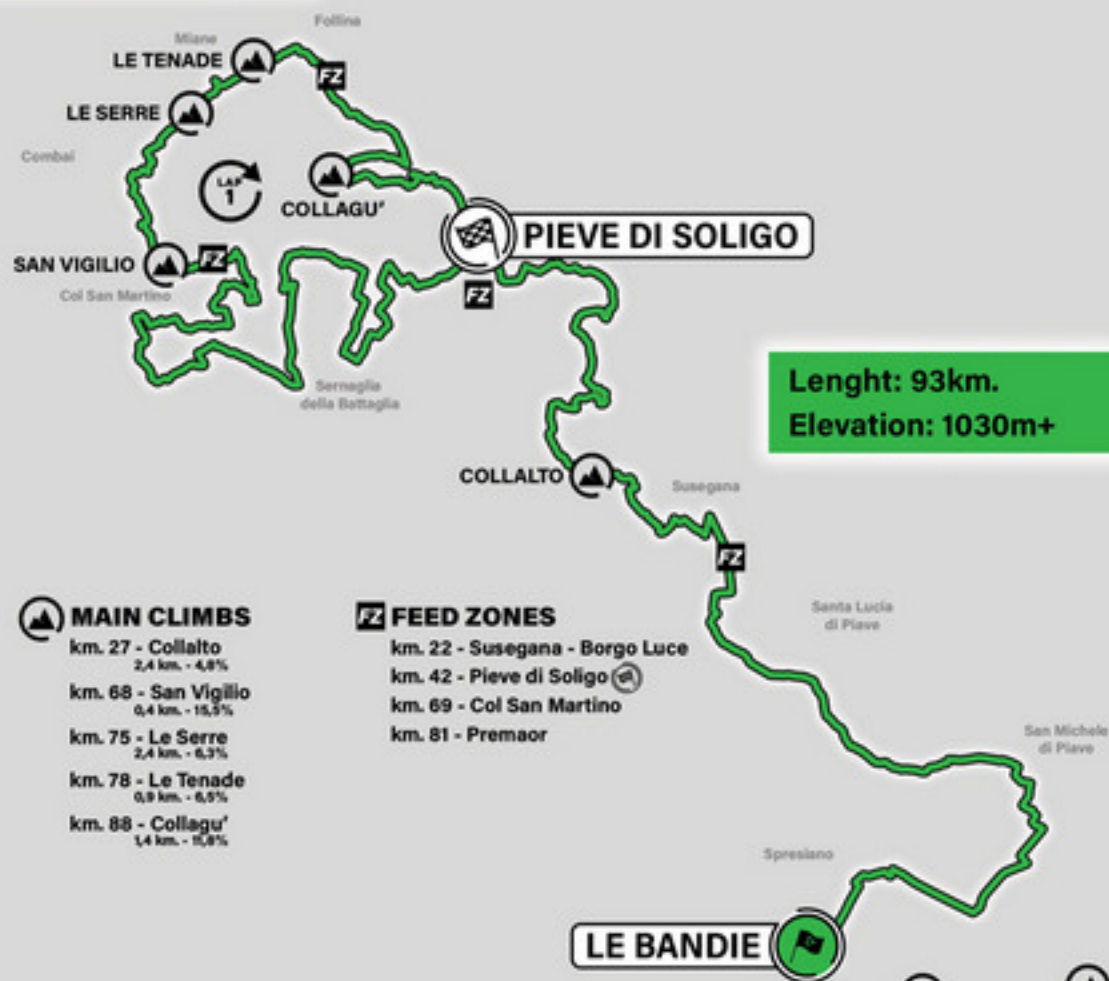 Follina
Miane
LE TENADE
FZ
LE SERRE
Combai
LAP
1
COLLAGU'
PIEVE DI SOLIGO
SAN VIGILIO
FZ
Col San Martino
FZ
Sernaglia
della Battaglia
Lenght: 93km.
Elevation: 1030m+
COLLALTO
Susegana
FZ
Santa Lucia
di Piave
San Michele
di Piave
Spresiano
LE BANDIE
MAIN CLIMBS
km. 27 - Collalto
2,4 km. - 4,8%
km. 68 - San Vigilio
0,4 km. - 15,5%
km. 75 - Le Serre
2,4 km. - 6,3%
km. 78 - Le Tenade
0,9 km. - 6,5%
km. 88 - Collagu'
1,4 km. - 11,8%
FZ FEED ZONES
km. 22 - Susegana - Borgo Luce
km. 42 - Pieve di Soligo
km. 69 - Col San Martino
km. 81 - Premaor